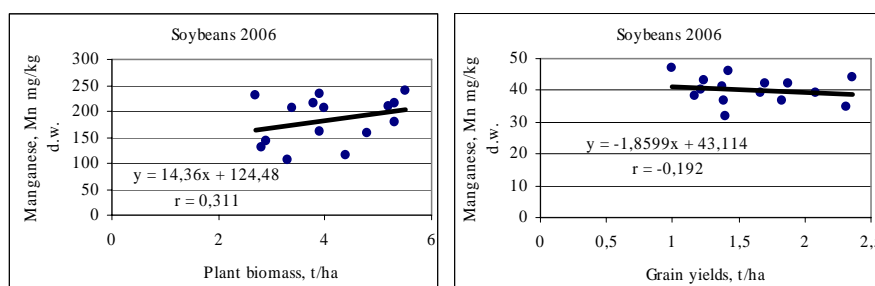 Soybeans 2006
Manganese, Mn mg/kg
d.w.
300
250
200
150
100
50
0
y = 14,36x + 124,48
r = 0,311
0
2
4
6
Plant biomass, t/ha
Soybeans 2006
Manganese, Mn mg/kg
d.w.
50
40
30
20
10
0
y = -1,8599x + 43,114
r = -0,192
0
0,5
1
1,5
2
2,5
Grain yields, t/ha